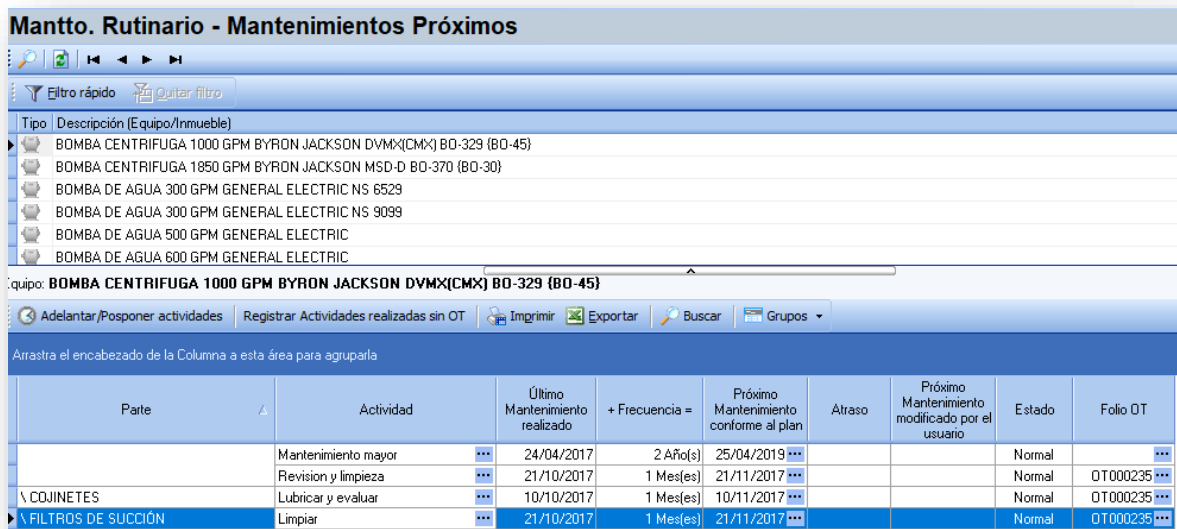 Mantto. Rutinario - Mantenimientos Próximos
Filtro rápido Quitar filtro
Tipo Descripción (Equipo/Inmueble)
BOMBA CENTRIFUGA 1000 GPM BYRON JACKSON DVMX(CMX) BO-329 {BO-45}
BOMBA CENTRIFUGA 1850 GPM BYRON JACKSON MSD-D BO-370 {BO-30}
BOMBA DE AGUA 300 GPM GENERAL ELECTRIC NS 6529
BOMBA DE AGUA 300 GPM GENERAL ELECTRIC NS 9099
BOMBA DE AGUA 500 GPM GENERAL ELECTRIC
BOMBA DE AGUA 600 GPM GENERAL ELECTRIC
quipo: BOMBA CENTRIFUGA 1000 GPM BYRON JACKSON DVMX(CMX) BO-329 {BO-45}
Adelantar/Posponer actividades Registrar Actividades realizadas sin OT Imprimir Exportar Buscar Grupos
Arrastra el encabezado de la Columna a esta área para agruparla
Parte Actividad Último Mantenimiento realizado + Frecuencia = Próximo Mantenimiento conforme al plan Atraso Próximo Mantenimiento modificado por el usuario Estado Folio OT
Mantenimiento mayor ... 24/04/2017 2 Año(s) 25/04/2019 ... Normal ...
Revision y limpieza ... 21/10/2017 1 Mes(es) 21/11/2017 ... Normal OT000235 ...
\ COJINETES Lubricar y evaluar ... 10/10/2017 1 Mes(es) 10/11/2017 ... Normal OT000235 ...
\ FILTROS DE SUCCIÓN Limpiar ... 21/10/2017 1 Mes(es) 21/11/2017 ... Normal OT000235 ...